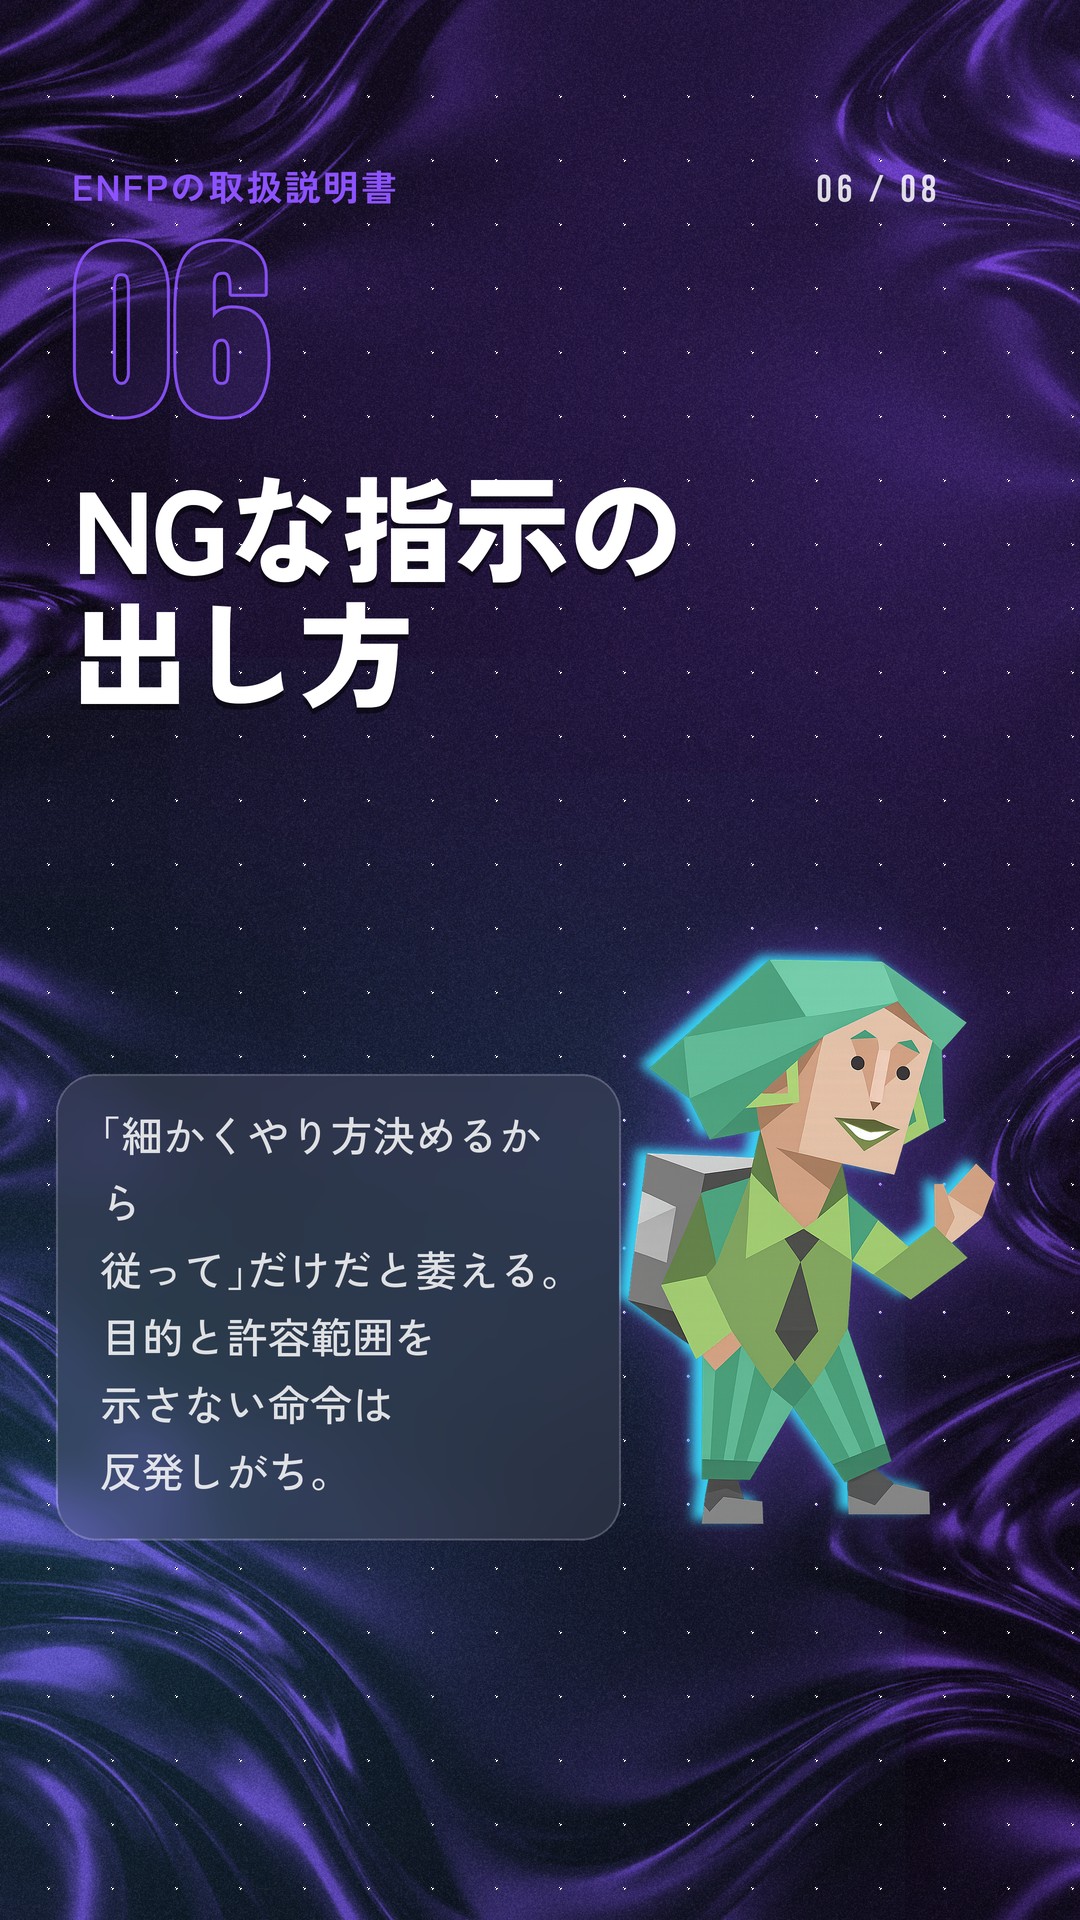 ENFPの取扱説明書
06 / 08
06
NGな指示の
出し方
「細かくやり方決めるか
ら
従って」だけだと萎える。
目的と許容範囲を
示さない命令は
反発しがち。